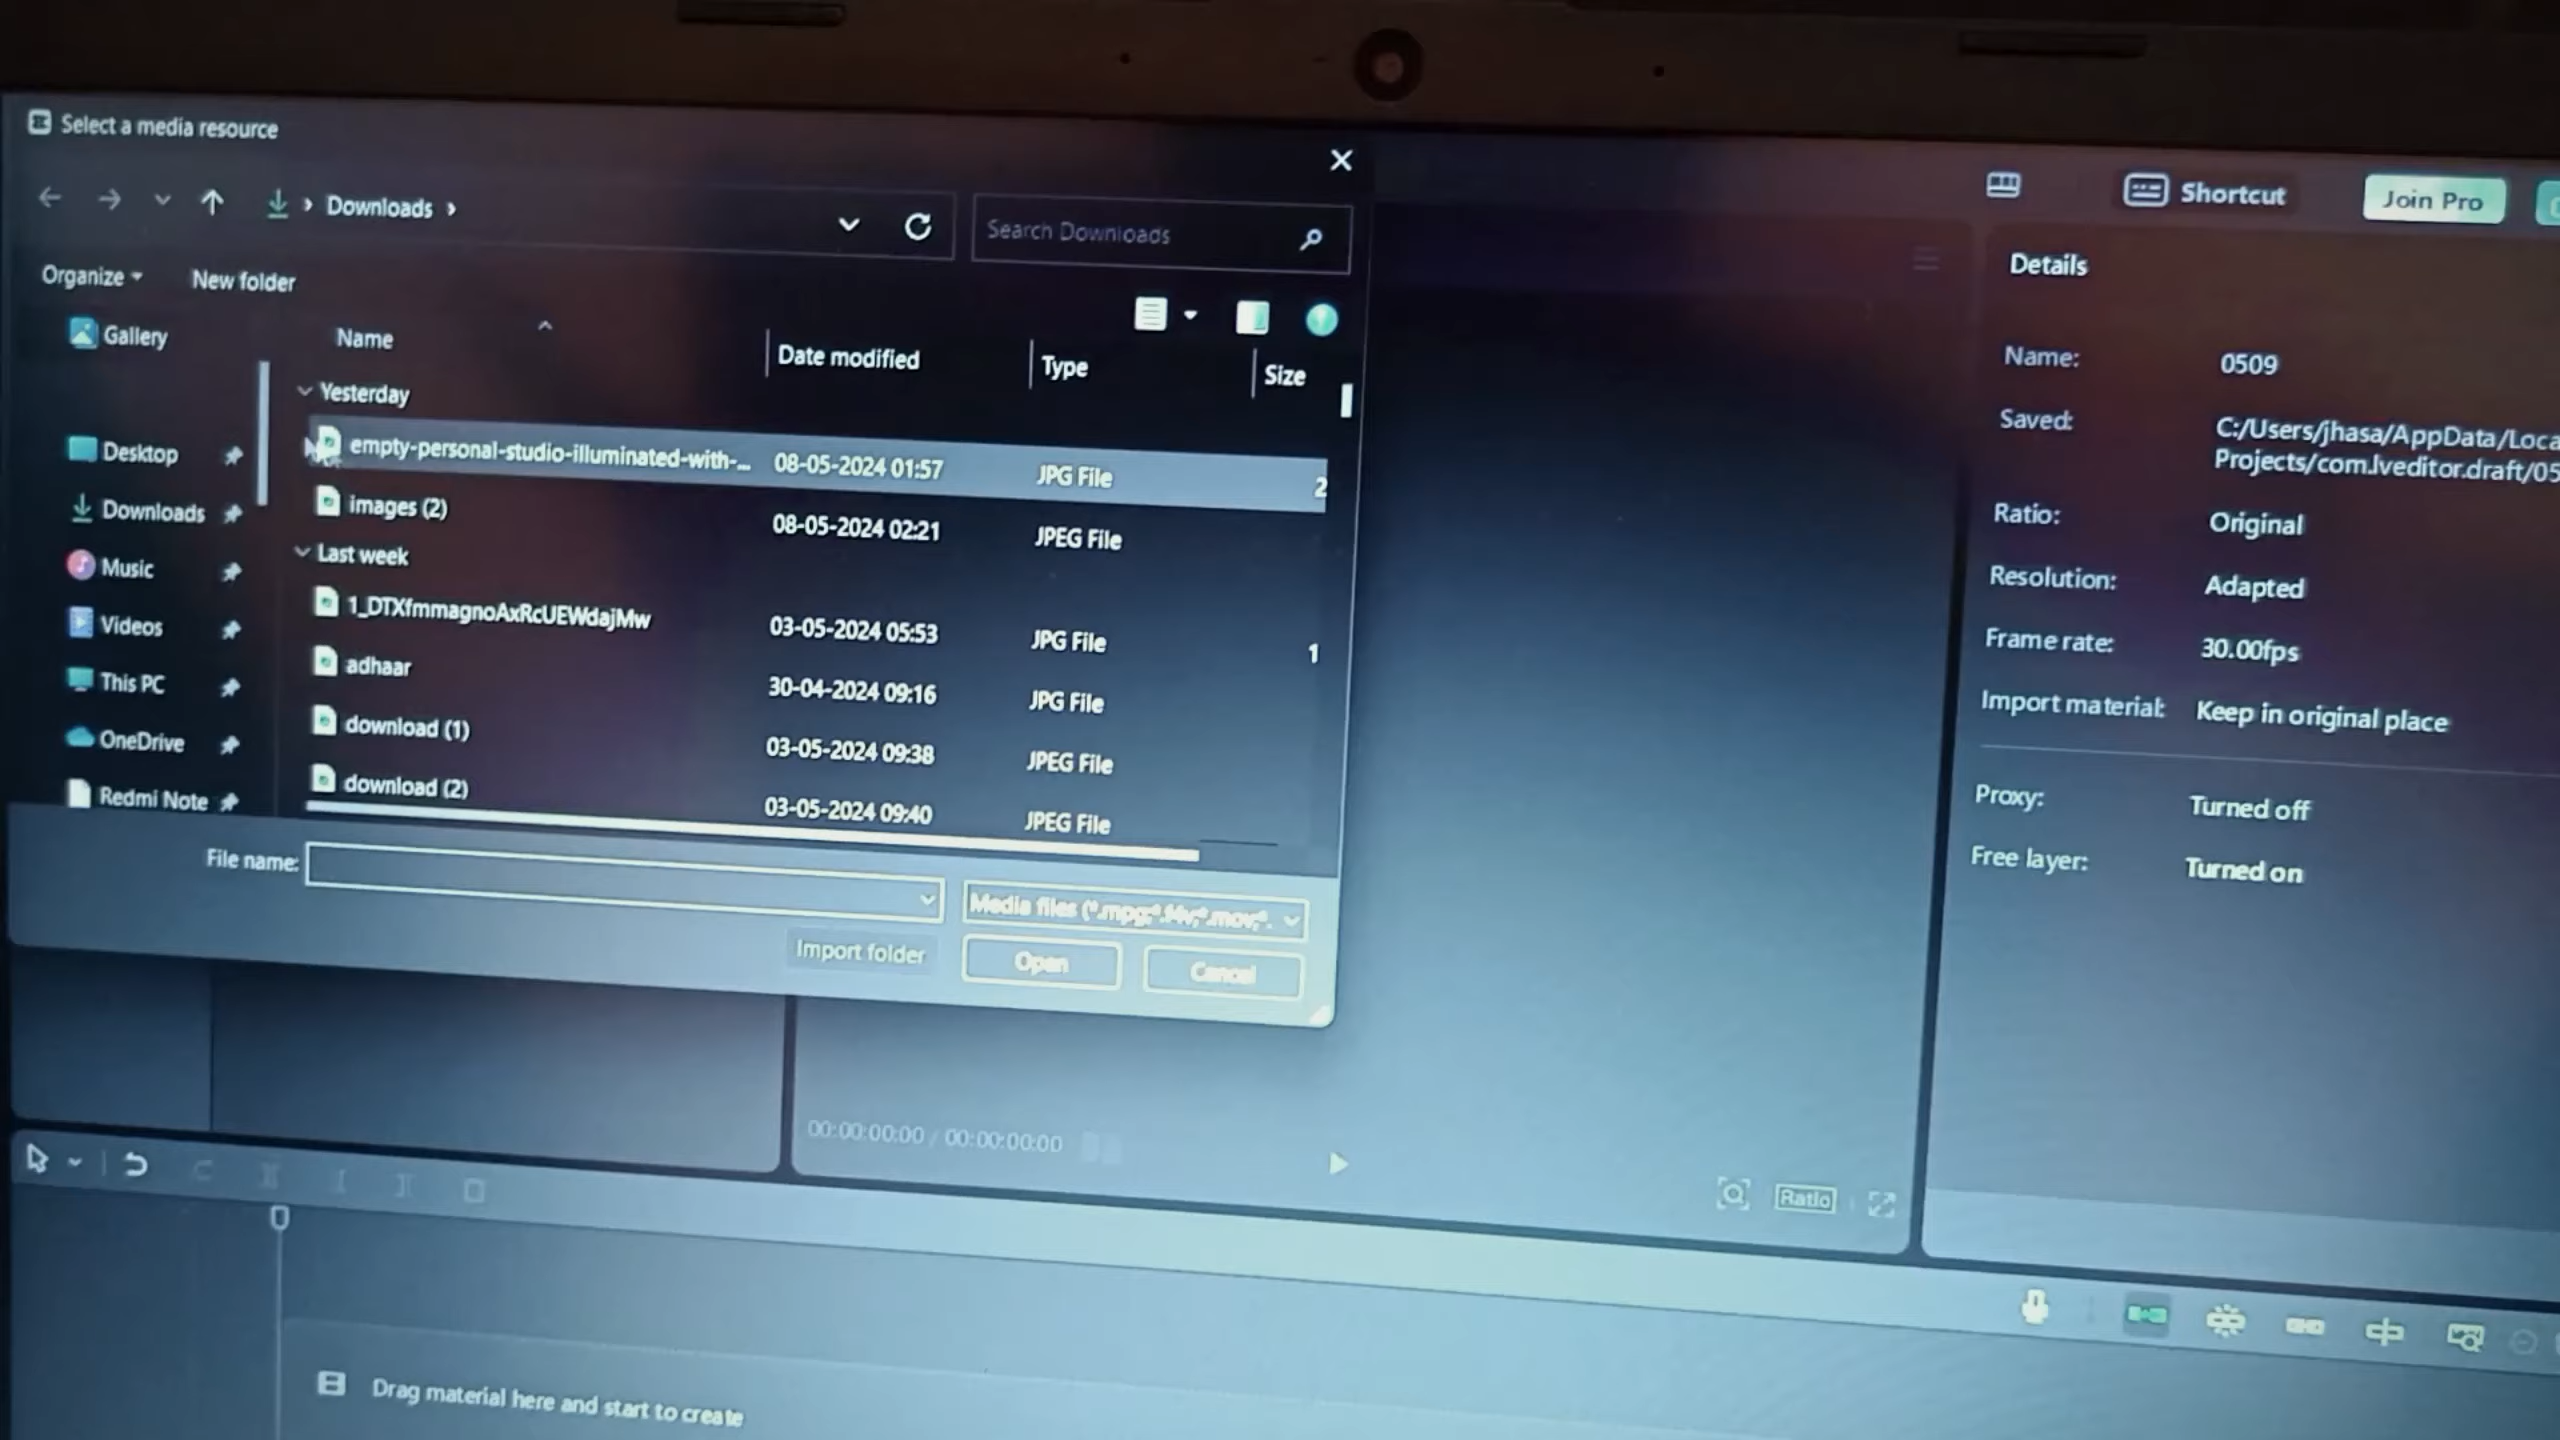 Select a media resource
Downloads
Search Downloads
Organize
New folder
Gallery
Desktop
Downloads
Music
Videos
This PC
OneDrive
Redmi Note
Name
Date modified
Type
Size
Yesterday
empty-personal-studio-illuminated-with-... 08-05-2024 01:57 JPG File 2
images (2) 08-05-2024 02:21 JPEG File
Last week
1_DTXfmmagnoAxRcUEWdajMw 03-05-2024 05:53 JPG File 1
adhaar 30-04-2024 09:16 JPG File
download (1) 03-05-2024 09:38 JPEG File
download (2) 03-05-2024 09:40 JPEG File
File name:
Media files (*.mpg;*.f4v;*.mov;*.
Import folder
Open
Cancel
Shortcut
Join Pro
Details
Name: 0509
Saved: C:/Users/jhasa/AppData/Loca
Projects/com.lveditor.draft/05
Ratio: Original
Resolution: Adapted
Frame rate: 30.00fps
Import material: Keep in original place
Proxy: Turned off
Free layer: Turned on
00:00:00:00 / 00:00:00:00
Ratio
Drag material here and start to create